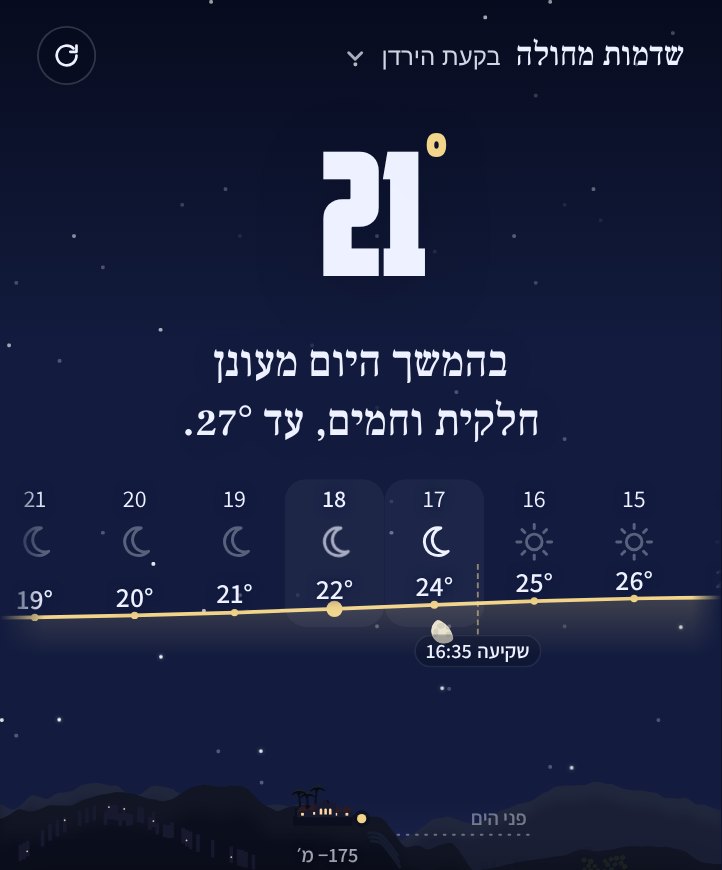 שדמות מחולה בקעת הירדן
21°
בהמשך היום מעונן
חלקית וחמים, עד 27°.
15 16 17 18 19 20 21
26° 25° 24° 22° 21° 20° 19°
שקיעה 16:35
פני הים
−175 מ׳